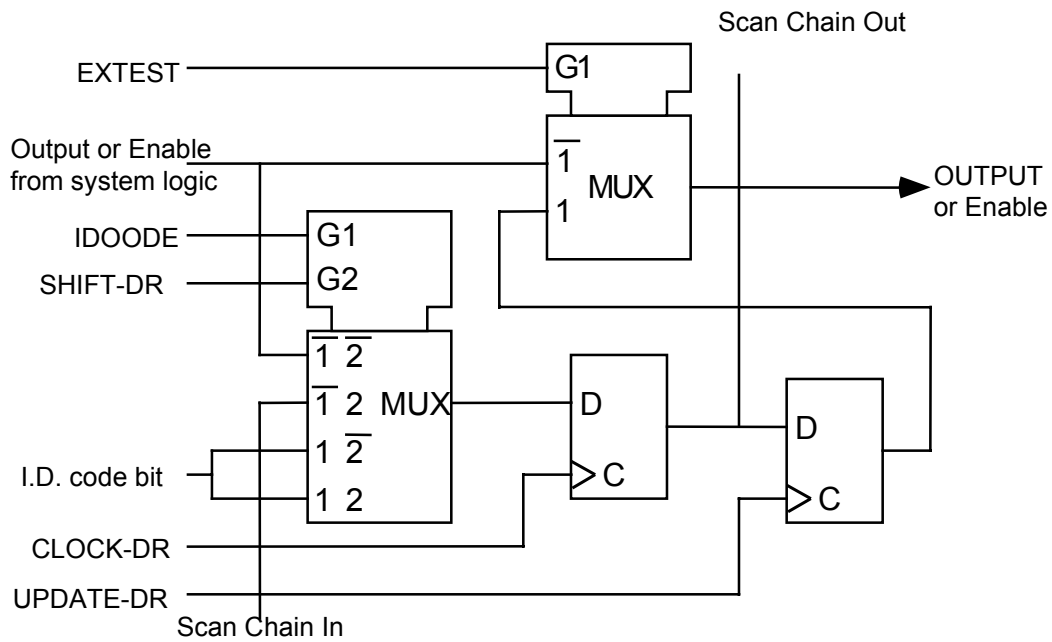 Scan Chain Out
EXTEST
G1
Output or Enable
from system logic
1̅
MUX
1
OUTPUT
or Enable
IDOODE
G1
SHIFT-DR
G2
1̅ 2̅
1̅ 2 MUX
D
D
1 2̅
I.D. code bit
C
1 2
C
CLOCK-DR
UPDATE-DR
Scan Chain In